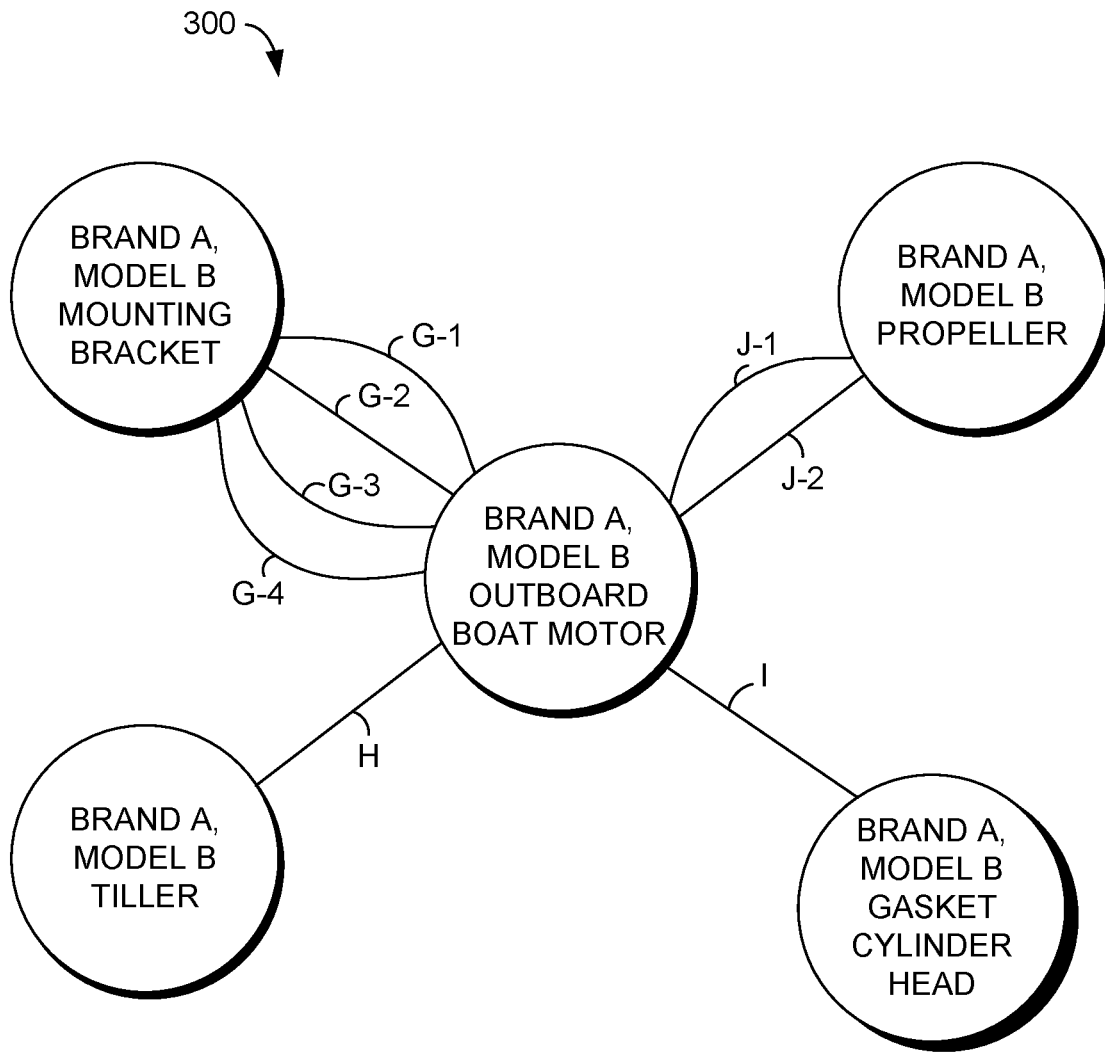 300
BRAND A,
MODEL B
MOUNTING
BRACKET
BRAND A,
MODEL B
PROPELLER
G-1
G-2
G-3
G-4
J-1
J-2
BRAND A,
MODEL B
OUTBOARD
BOAT MOTOR
H
I
BRAND A,
MODEL B
TILLER
BRAND A,
MODEL B
GASKET
CYLINDER
HEAD